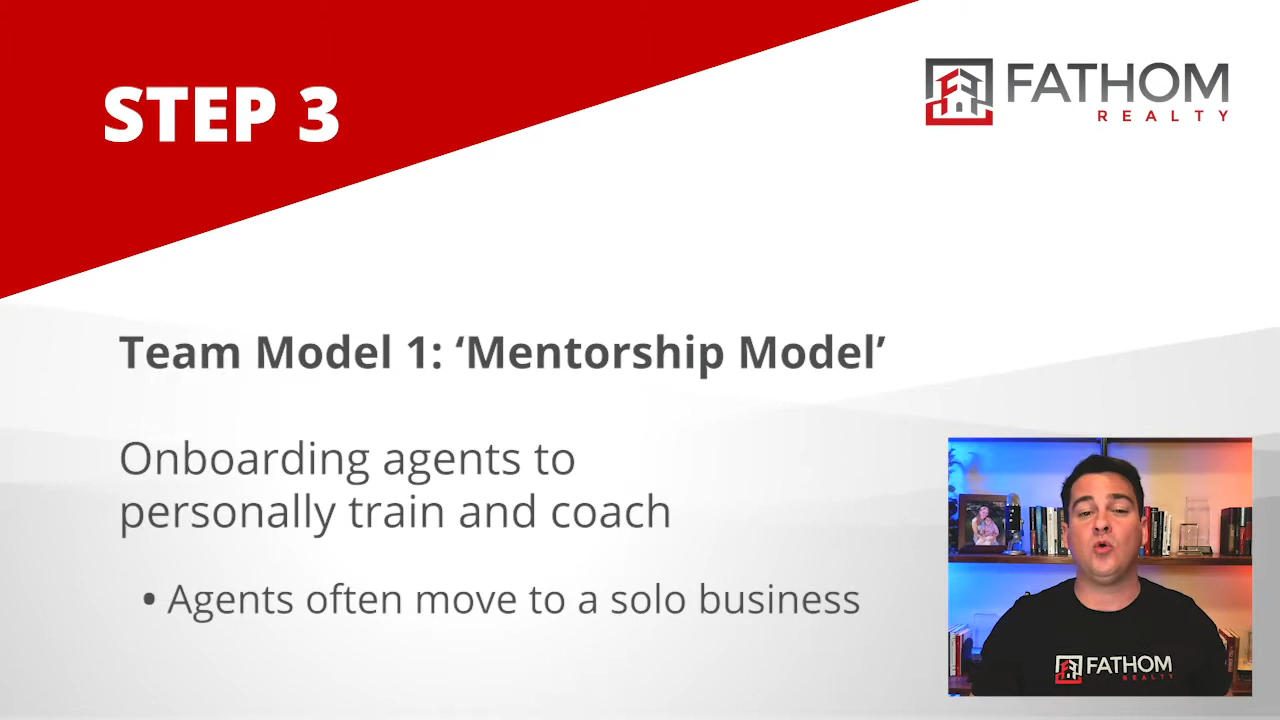 STEP 3
FATHOM
REALTY
Team Model 1: ‘Mentorship Model’
Onboarding agents to
personally train and coach
• Agents often move to a solo business
FATHOM
REALTY